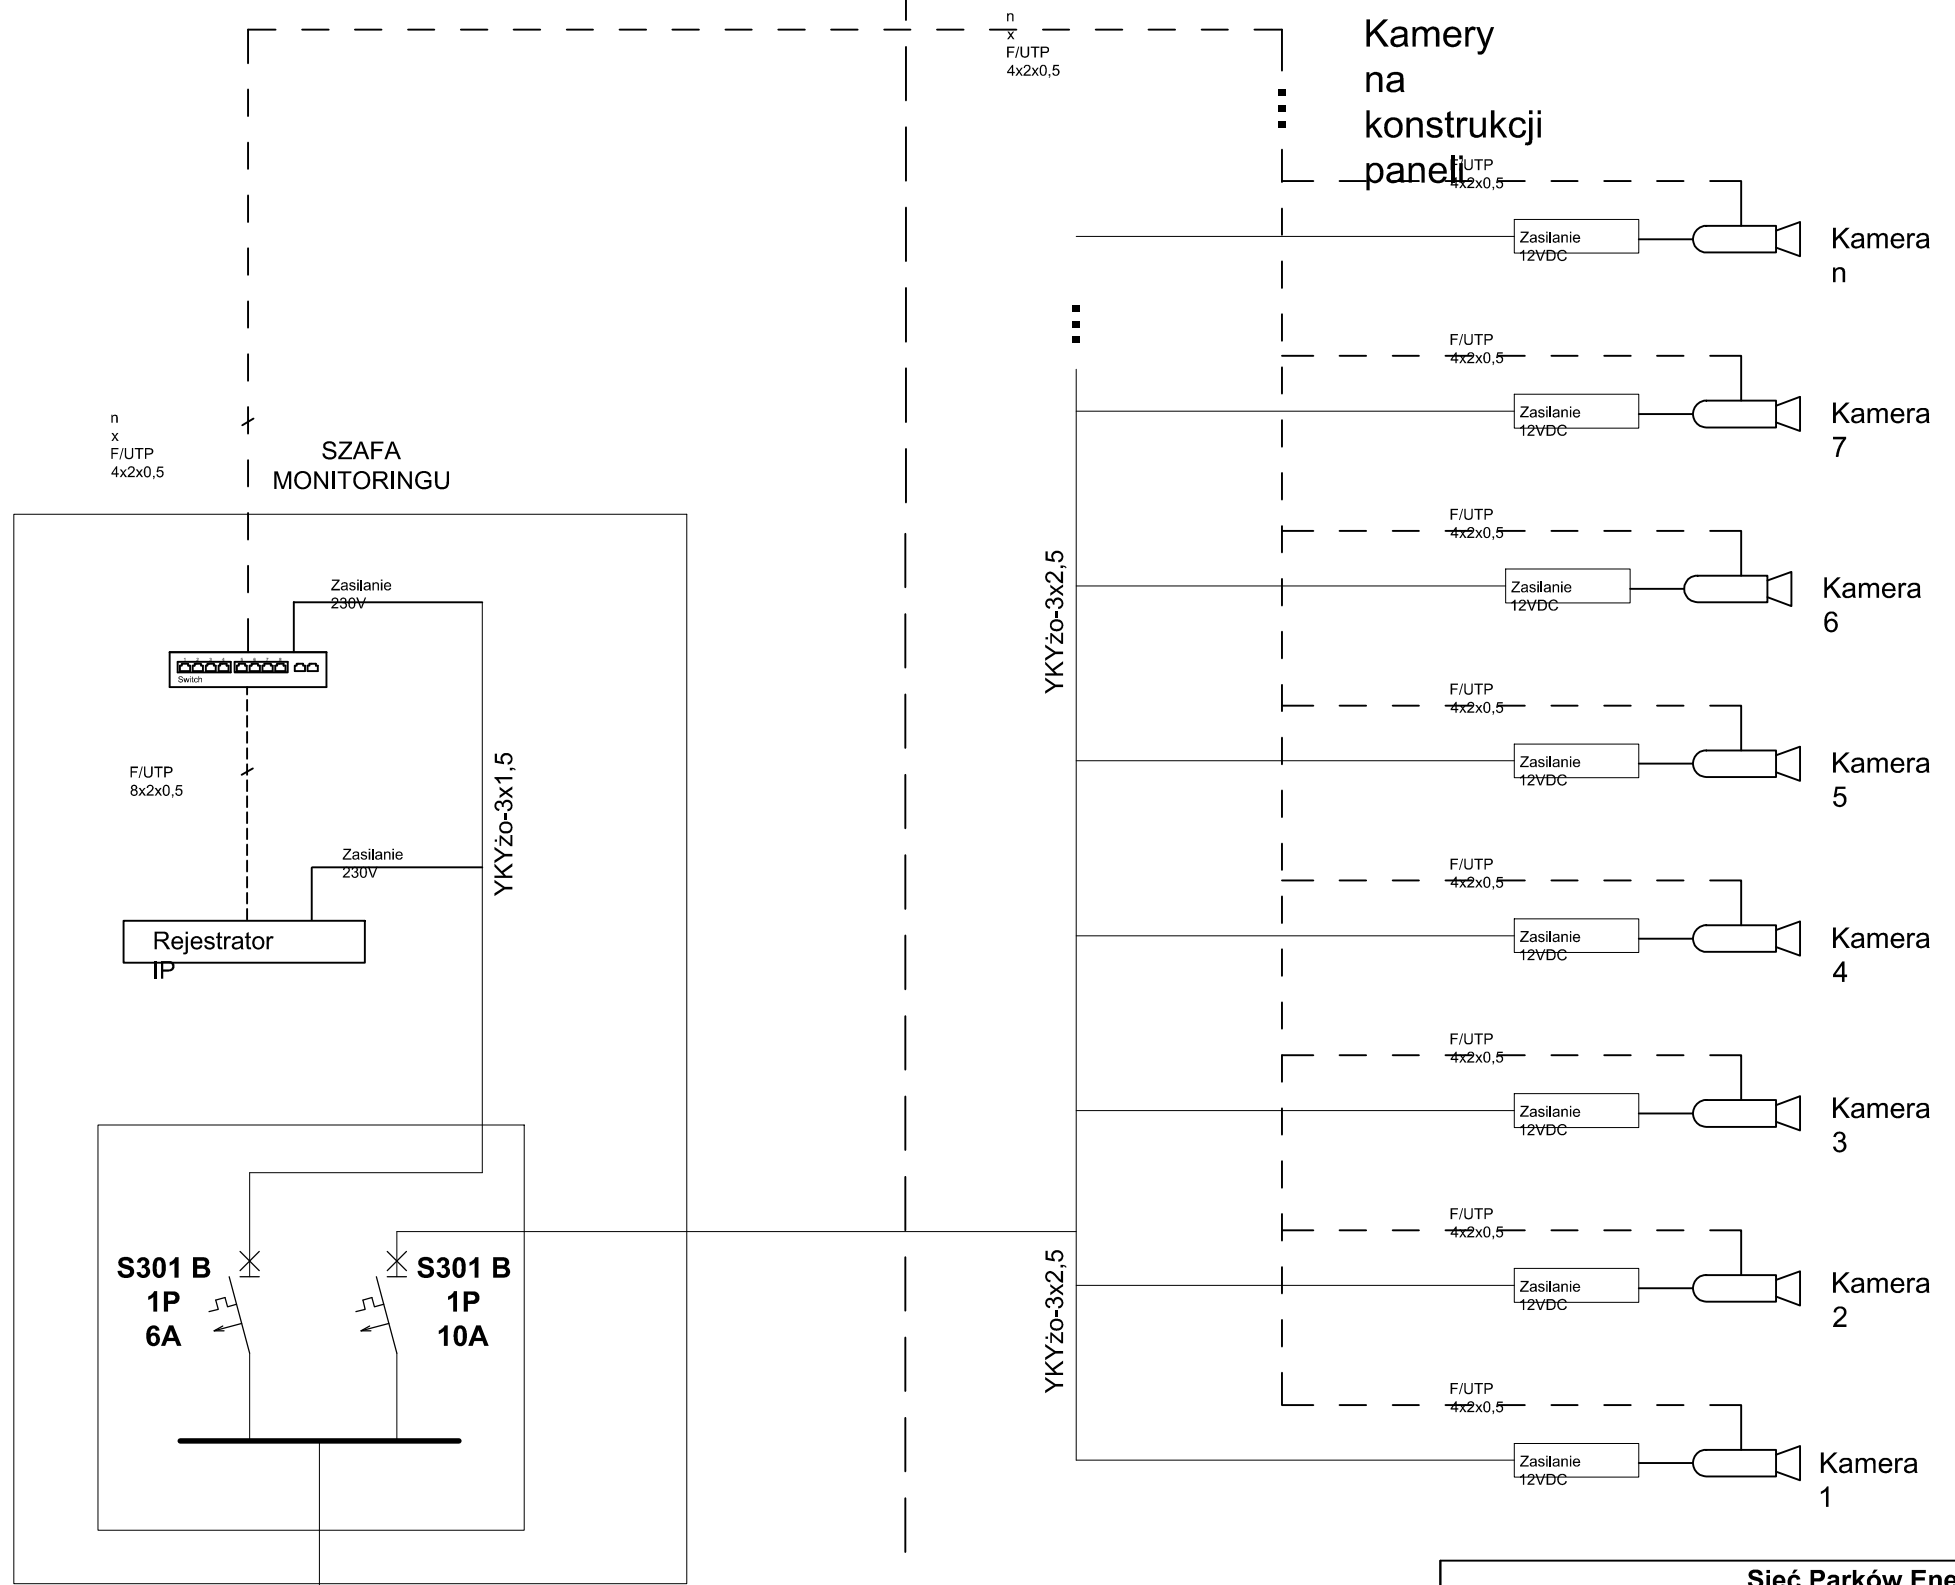 n
x
F/UTP
4x2x0,5
Kamery
na
konstrukcji
paneli
F/UTP
4x2x0,5
Zasilanie
12VDC
Kamera
n
F/UTP
4x2x0,5
Zasilanie
12VDC
Kamera
7
n
x
F/UTP
4x2x0,5
SZAFA
MONITORINGU
F/UTP
4x2x0,5
Zasilanie
12VDC
Kamera
6
YKYżo-3x2,5
Zasilanie
230V
Switch
F/UTP
4x2x0,5
Zasilanie
12VDC
Kamera
5
F/UTP
8x2x0,5
YKYżo-3x1,5
Zasilanie
230V
Rejestrator
IP
F/UTP
4x2x0,5
Zasilanie
12VDC
Kamera
4
F/UTP
4x2x0,5
Zasilanie
12VDC
Kamera
3
F/UTP
4x2x0,5
Zasilanie
12VDC
Kamera
2
S301 B
1P
6A
S301 B
1P
10A
YKYżo-3x2,5
F/UTP
4x2x0,5
Zasilanie
12VDC
Kamera
1
Sieć Parków Ene